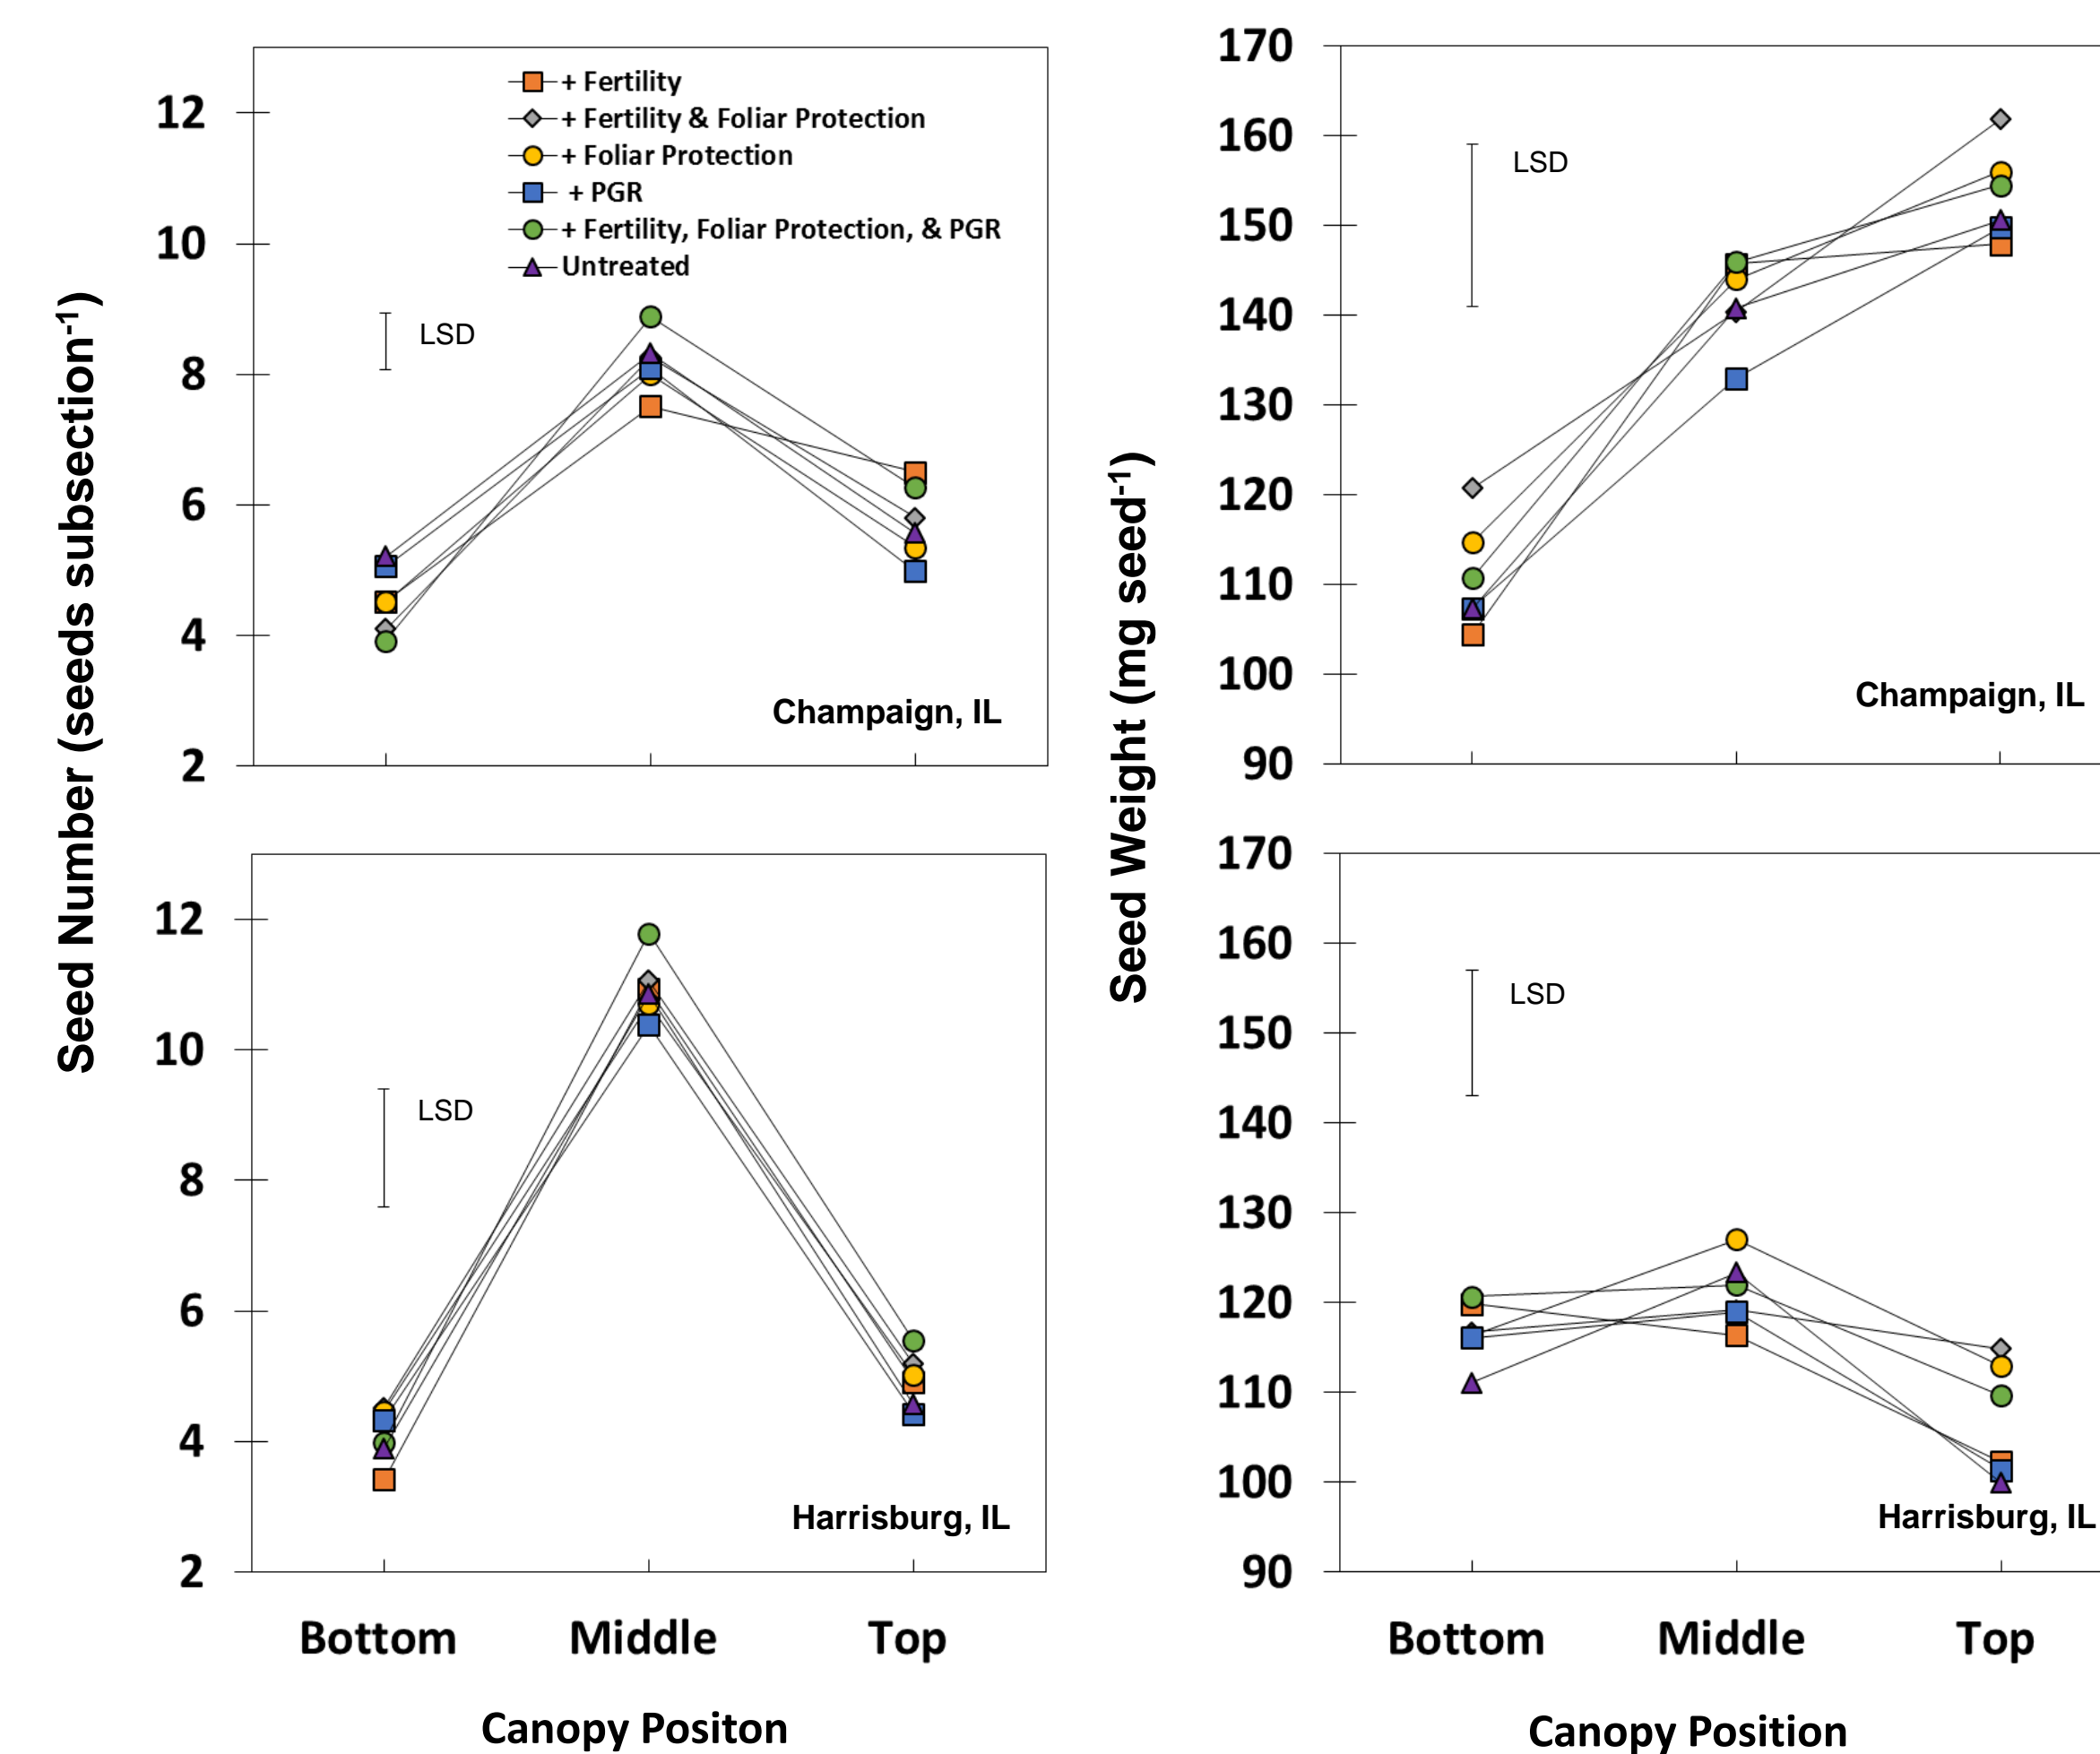 Seed Number (seeds subsection-1)
12
10
8
6
4
2
+ Fertility
+ Fertility & Foliar Protection
+ Foliar Protection
+ PGR
+ Fertility, Foliar Protection, & PGR
Untreated
LSD
Champaign, IL
12
10
8
6
4
2
LSD
Harrisburg, IL
Bottom Middle Top
Canopy Positon
Seed Weight (mg seed-1)
170
160
150
140
130
120
110
100
90
LSD
Champaign, IL
170
160
150
140
130
120
110
100
90
LSD
Harrisburg, IL
Bottom Middle Top
Canopy Position